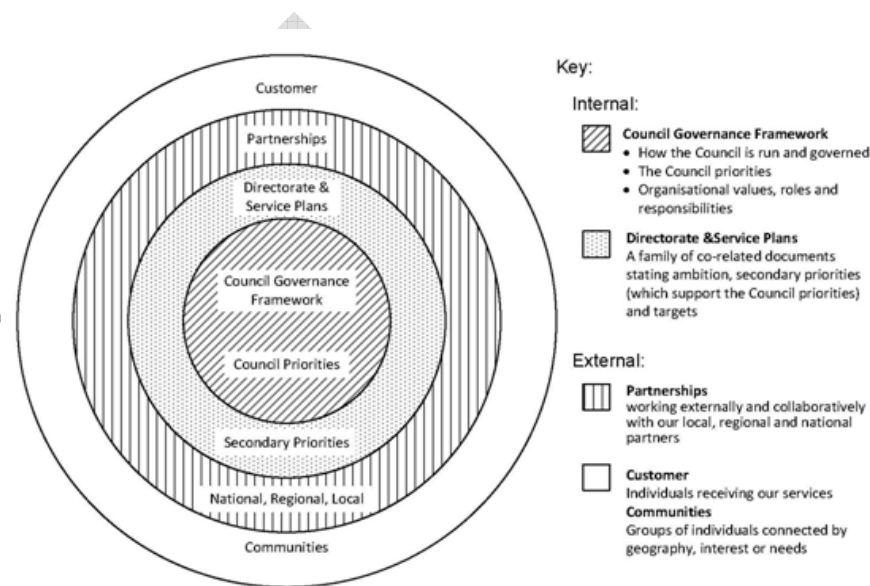 Customer
Partnerships
Directorate &
Service Plans
Council Governance
Framework
Council Priorities
Secondary Priorities
National, Regional, Local
Communities
Key:
Internal:
Council Governance Framework
• How the Council is run and governed
• The Council priorities
• Organisational values, roles and
responsibilities
Directorate &Service Plans
A family of co-related documents
stating ambition, secondary priorities
(which support the Council priorities)
and targets
External:
Partnerships
working externally and collaboratively
with our local, regional and national
partners
Customer
Individuals receiving our services
Communities
Groups of individuals connected by
geography, interest or needs